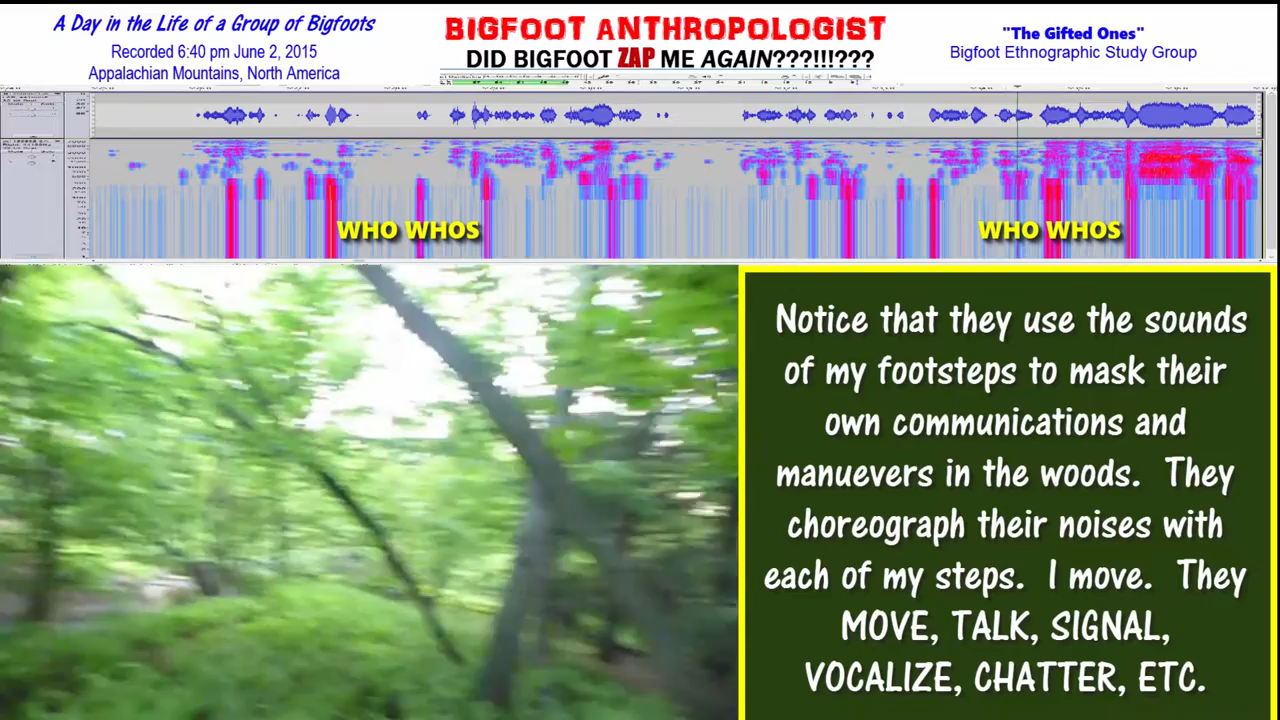 A Day in the Life of a Group of Bigfoots
Recorded 6:40 pm June 2, 2015
Appalachian Mountains, North America
BIGFOOT ANTHROPOLOGIST
DID BIGFOOT ZAP ME AGAIN???!!!???
"The Gifted Ones"
Bigfoot Ethnographic Study Group
WHO WHOS
WHO WHOS
Notice that they use the sounds
of my footsteps to mask their
own communications and
manuevers in the woods. They
choreograph their noises with
each of my steps. I move. They
MOVE, TALK, SIGNAL,
VOCALIZE, CHATTER, ETC.